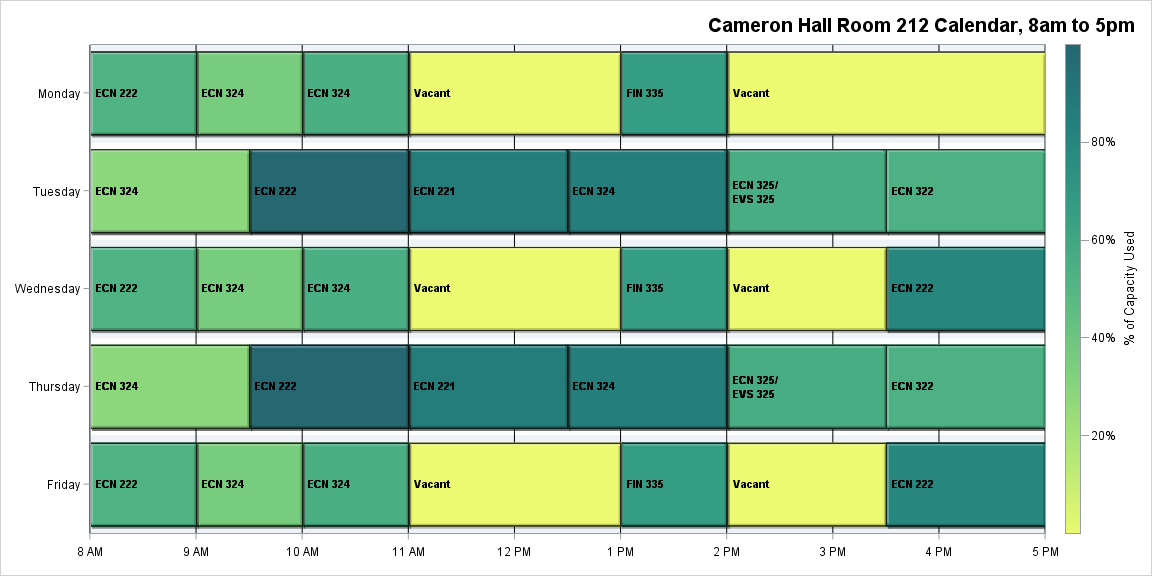 Cameron Hall Room 212 Calendar, 8am to 5pm
Monday
ECN 222
ECN 324
ECN 324
Vacant
FIN 335
Vacant
Tuesday
ECN 324
ECN 222
ECN 221
ECN 324
ECN 325/
EVS 325
ECN 322
Wednesday
ECN 222
ECN 324
ECN 324
Vacant
FIN 335
Vacant
ECN 222
Thursday
ECN 324
ECN 222
ECN 221
ECN 324
ECN 325/
EVS 325
ECN 322
Friday
ECN 222
ECN 324
ECN 324
Vacant
FIN 335
Vacant
ECN 222
8 AM
9 AM
10 AM
11 AM
12 PM
1 PM
2 PM
3 PM
4 PM
5 PM
80%
60%
40%
20%
% of Capacity Used